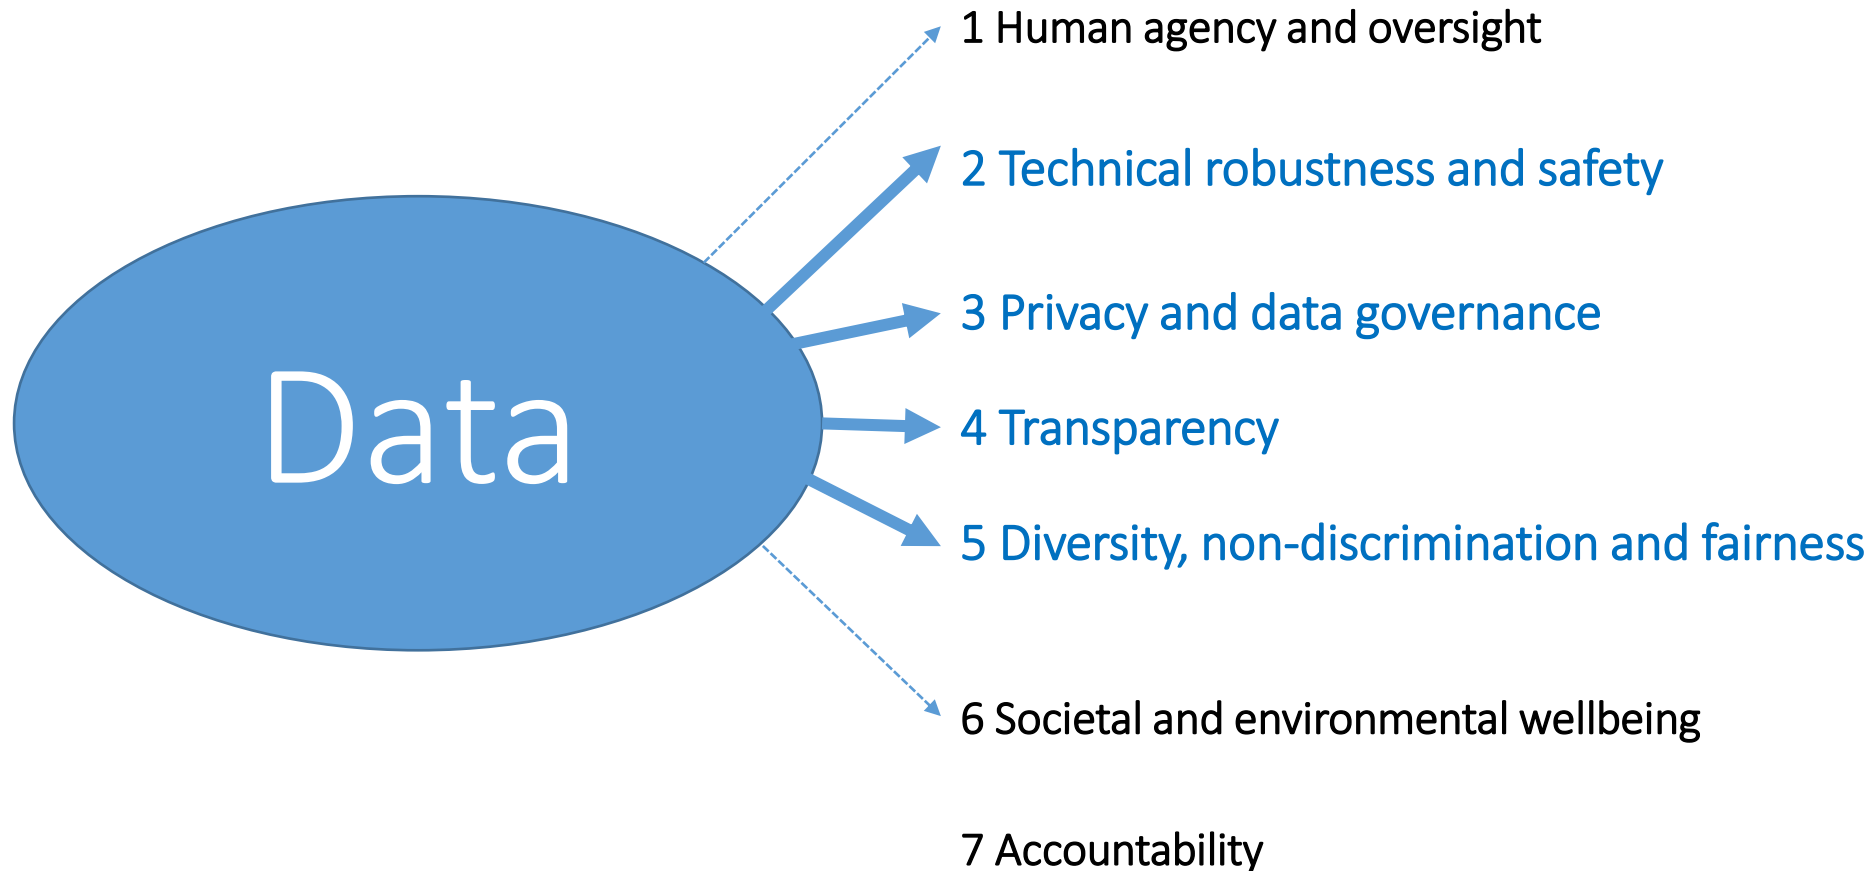 1 Human agency and oversight
2 Technical robustness and safety
3 Privacy and data governance
Data
4 Transparency
5 Diversity, non-discrimination and fairness
6 Societal and environmental wellbeing
7 Accountability